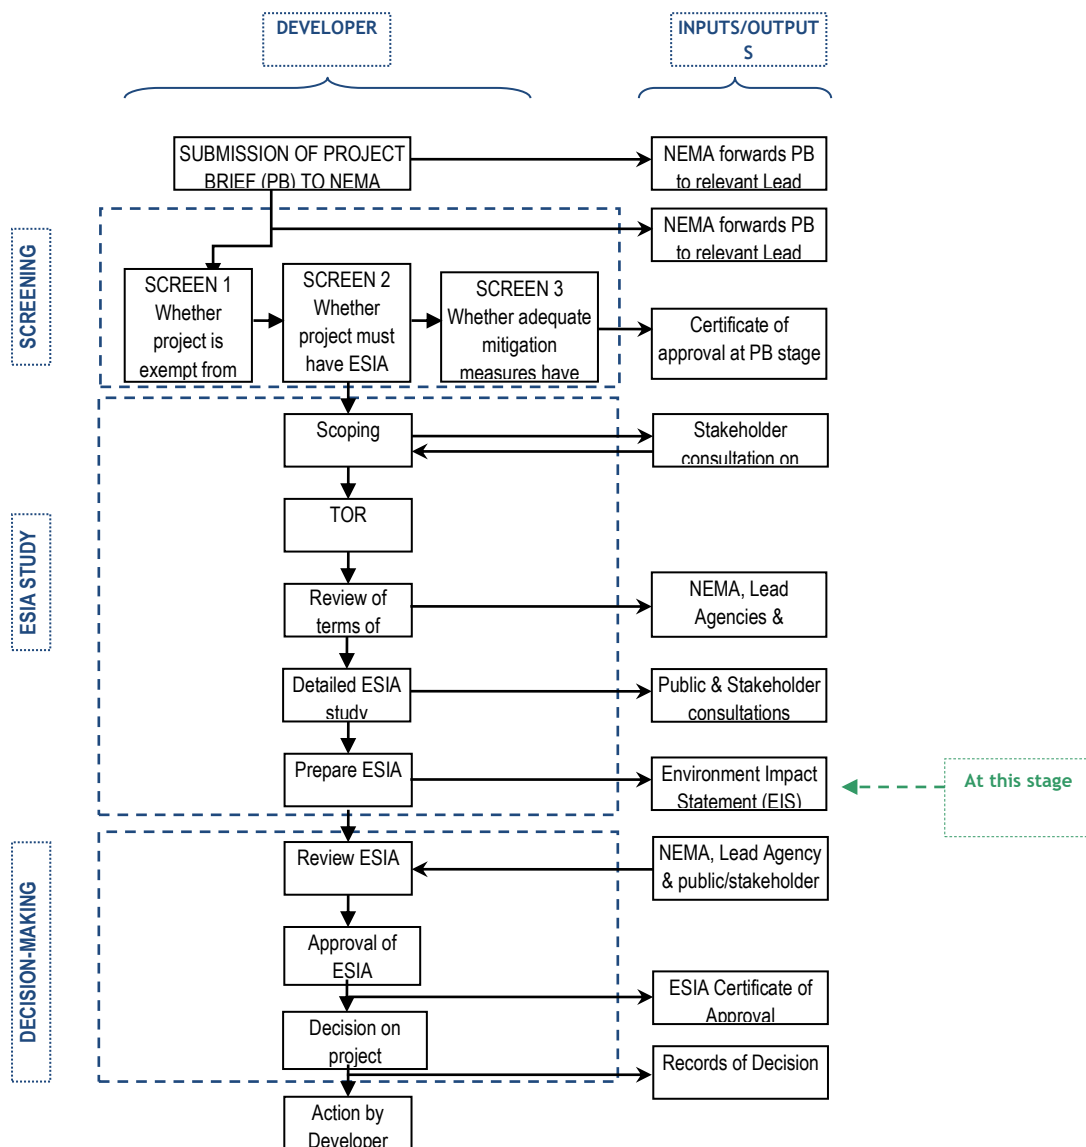 DEVELOPER
INPUTS/OUTPUT
S
SUBMISSION OF PROJECT
BRIEF (PB) TO NEMA
NEMA forwards PB
to relevant Lead
SCREENING
NEMA forwards PB
to relevant Lead
SCREEN 1
Whether
project is
exempt from
SCREEN 2
Whether
project must
have ESIA
SCREEN 3
Whether adequate
mitigation
measures have
Certificate of
approval at PB stage
ESIA STUDY
Scoping
Stakeholder
consultation on
TOR
Review of
terms of
NEMA, Lead
Agencies &
Detailed ESIA
study
Public & Stakeholder
consultations
Prepare ESIA
Environment Impact
Statement (EIS)
At this stage
DECISION-MAKING
Review ESIA
NEMA, Lead Agency
& public/stakeholder
Approval of
ESIA
ESIA Certificate of
Approval
Decision on
project
Records of Decision
Action by
Developer